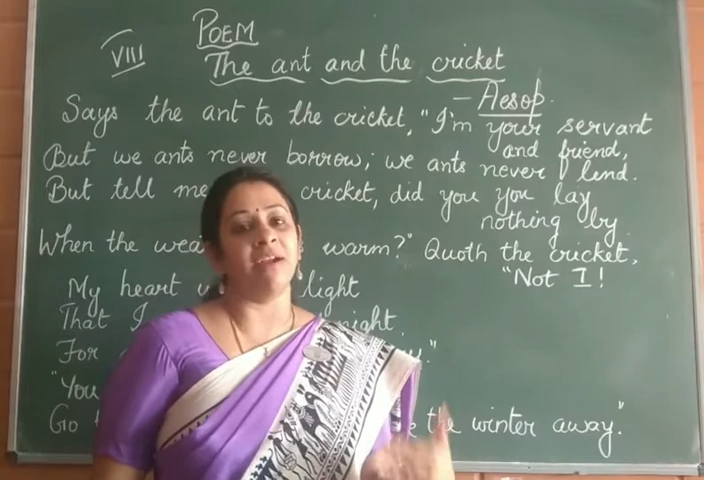 VIII
POEM
The ant and the cricket
- Aesop.
Says the ant to the cricket, "I'm your servant
and friend,
But we ants never borrow; we ants never lend.
But tell me cricket, did you you lay
nothing by
When the warm?" Quoth the cricket,
"Not I!
My heart light
That I night
For
"You
Go the winter away."